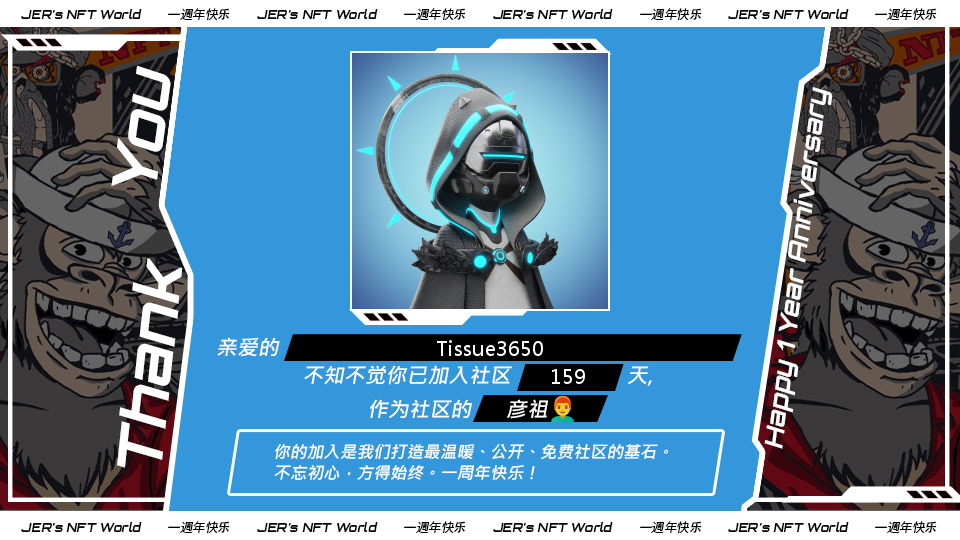 JER's NFT World 一週年快乐 JER's NFT World 一週年快乐 JER's NFT World 一週年快乐 JER's NFT World 一週年快乐
Thank You
Happy 1 Year Anniversary
亲爱的 Tissue3650
不知不觉你已加入社区 159 天,
作为社区的 彦祖👨‍🦰
你的加入是我们打造最温暖、公开、免费社区的基石。
不忘初心，方得始终。一周年快乐！
JER's NFT World 一週年快乐 JER's NFT World 一週年快乐 JER's NFT World 一週年快乐 JER's NFT World 一週年快乐